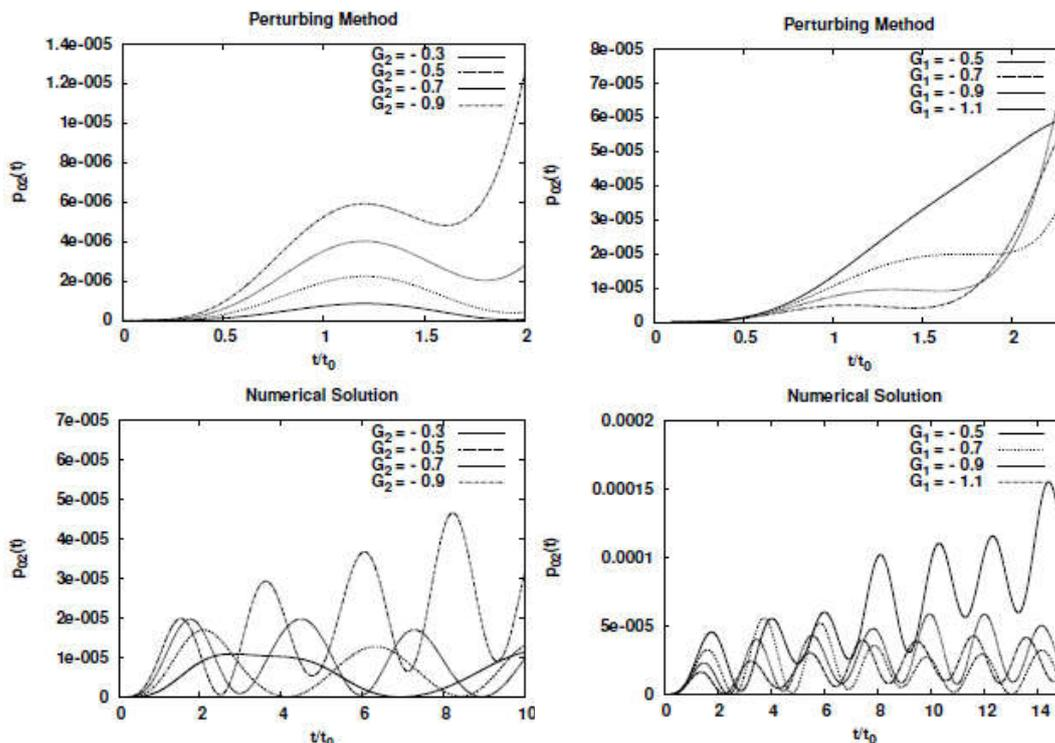 Perturbing Method
1.4e-005
1.2e-005
1e-005
8e-006
6e-006
4e-006
2e-006
0
p02(t)
G2 = - 0.3
G2 = - 0.5
G2 = - 0.7
G2 = - 0.9
0 0.5 1 1.5 2
t/t0
Perturbing Method
8e-005
7e-005
6e-005
5e-005
4e-005
3e-005
2e-005
1e-005
0
p02(t)
G1 = - 0.5
G1 = - 0.7
G1 = - 0.9
G1 = - 1.1
0 0.5 1 1.5 2
t/t0
Numerical Solution
7e-005
6e-005
5e-005
4e-005
3e-005
2e-005
1e-005
0
p02(t)
G2 = - 0.3
G2 = - 0.5
G2 = - 0.7
G2 = - 0.9
0 2 4 6 8 10
t/t0
Numerical Solution
0.0002
0.00015
0.0001
5e-005
0
p02(t)
G1 = - 0.5
G1 = - 0.7
G1 = - 0.9
G1 = - 1.1
0 2 4 6 8 10 12 14
t/t0